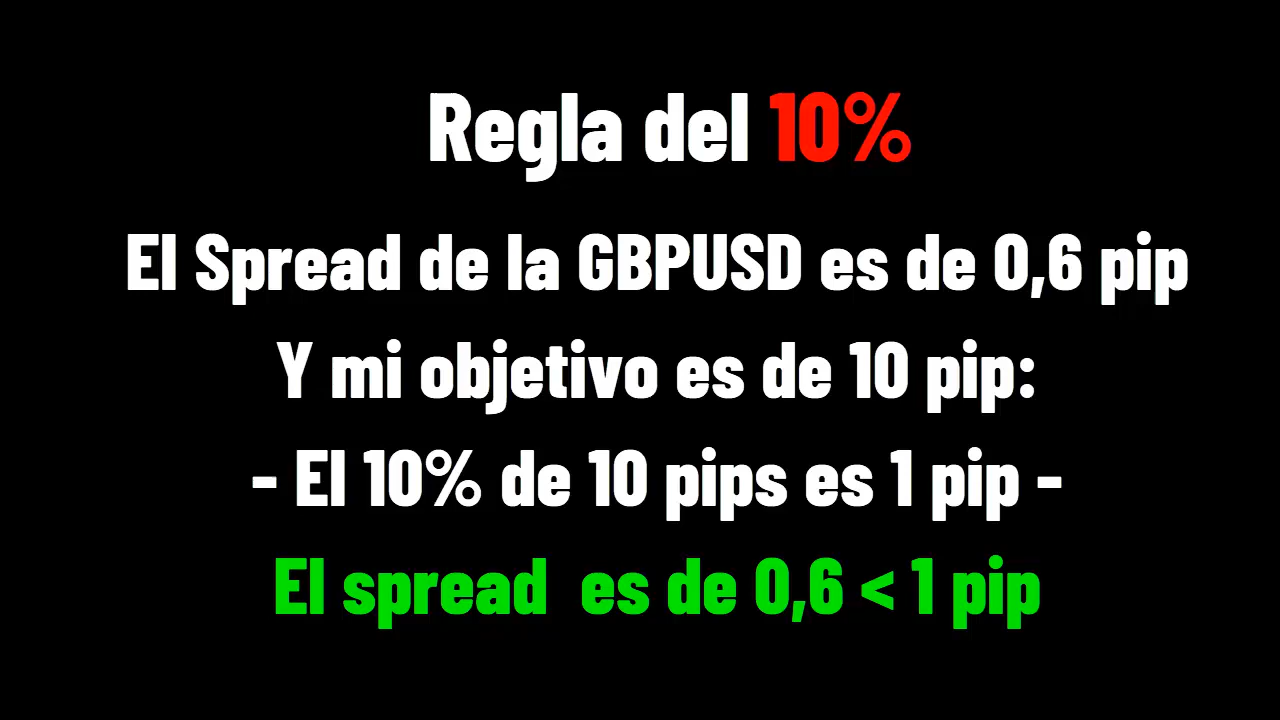 Regla del 10%
El Spread de la GBPUSD es de 0,6 pip
Y mi objetivo es de 10 pip:
- El 10% de 10 pips es 1 pip -
El spread es de 0,6 < 1 pip